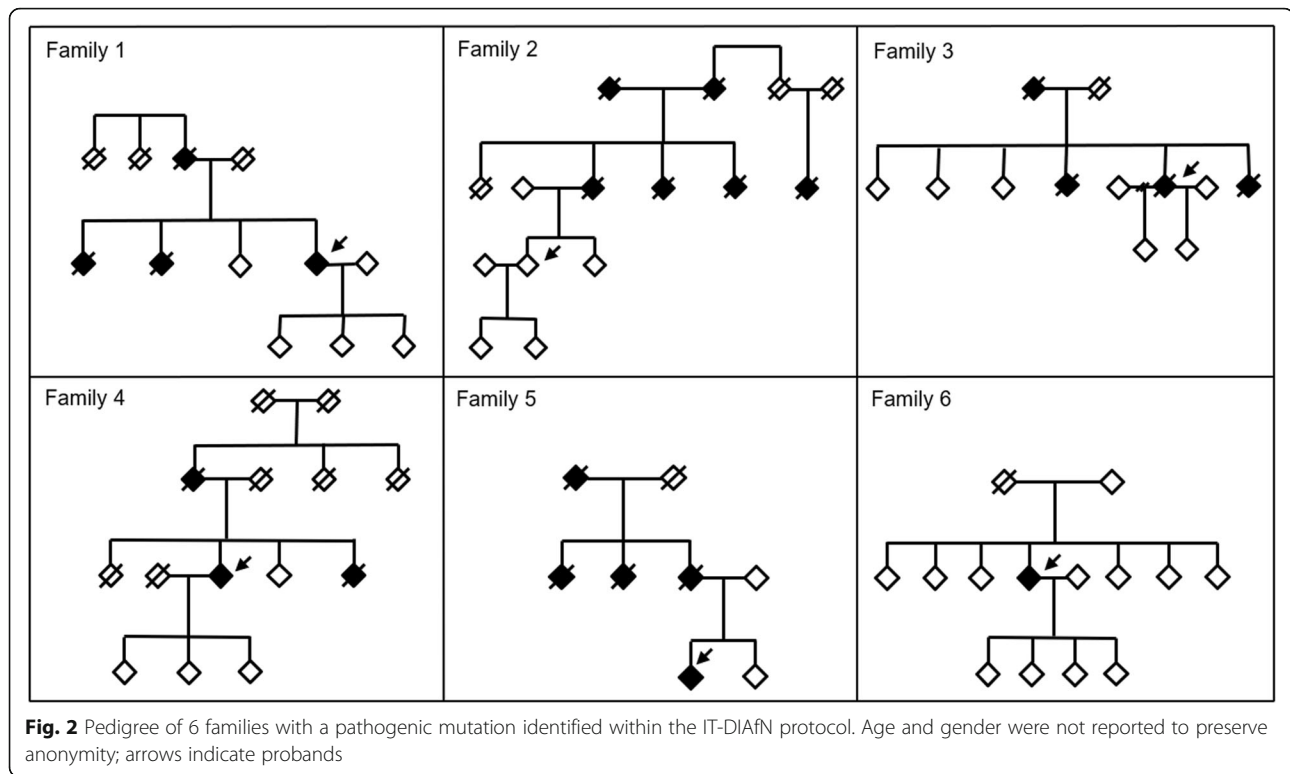 Family 1
Family 2
Family 3
Family 4
Family 5
Family 6
Fig. 2 Pedigree of 6 families with a pathogenic mutation identified within the IT-DIAfN protocol. Age and gender were not reported to preserve
anonymity; arrows indicate probands